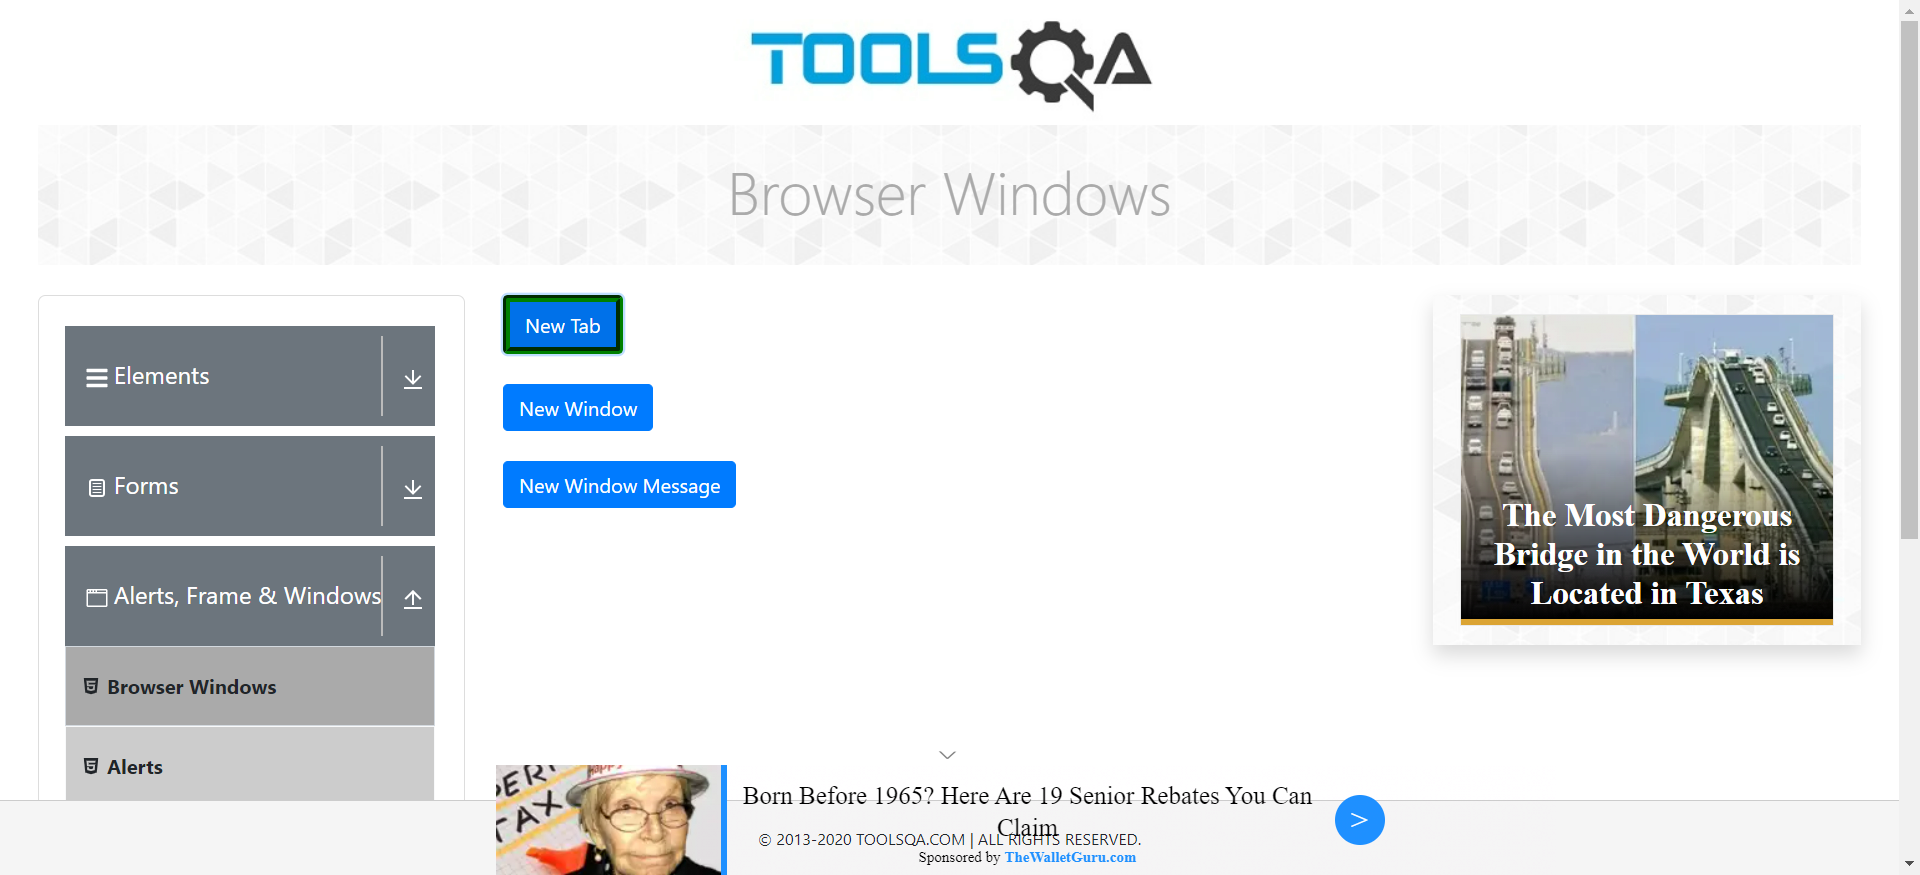 TOOLSQA
Browser Windows
Elements
Forms
Alerts, Frame & Windows
Browser Windows
Alerts
New Tab
New Window
New Window Message
The Most Dangerous
Bridge in the World is
Located in Texas
Born Before 1965? Here Are 19 Senior Rebates You Can
Claim
© 2013-2020 TOOLSQA.COM | ALL RIGHTS RESERVED.
Sponsored by TheWalletGuru.com
>
TAX